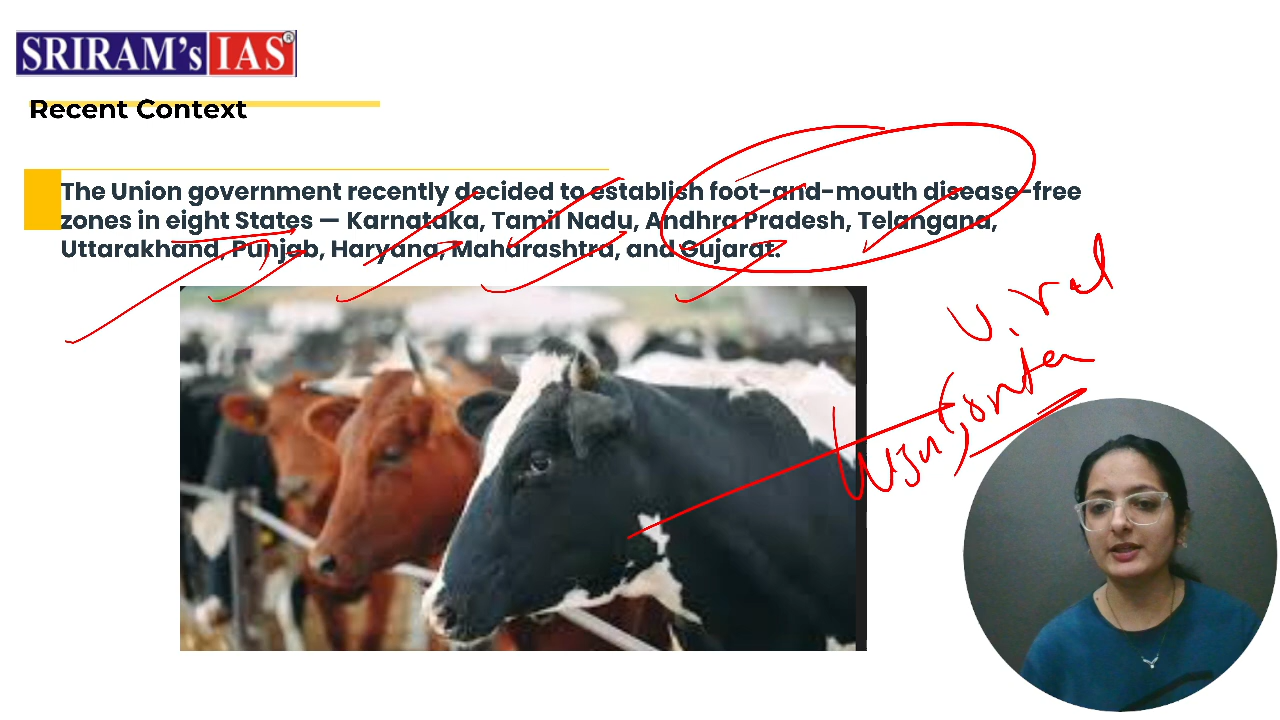 SRIRAM's IAS®
Recent Context
The Union government recently decided to establish foot-and-mouth disease-free
zones in eight States — Karnataka, Tamil Nadu, Andhra Pradesh, Telangana,
Uttarakhand, Punjab, Haryana, Maharashtra, and Gujarat.
Viral